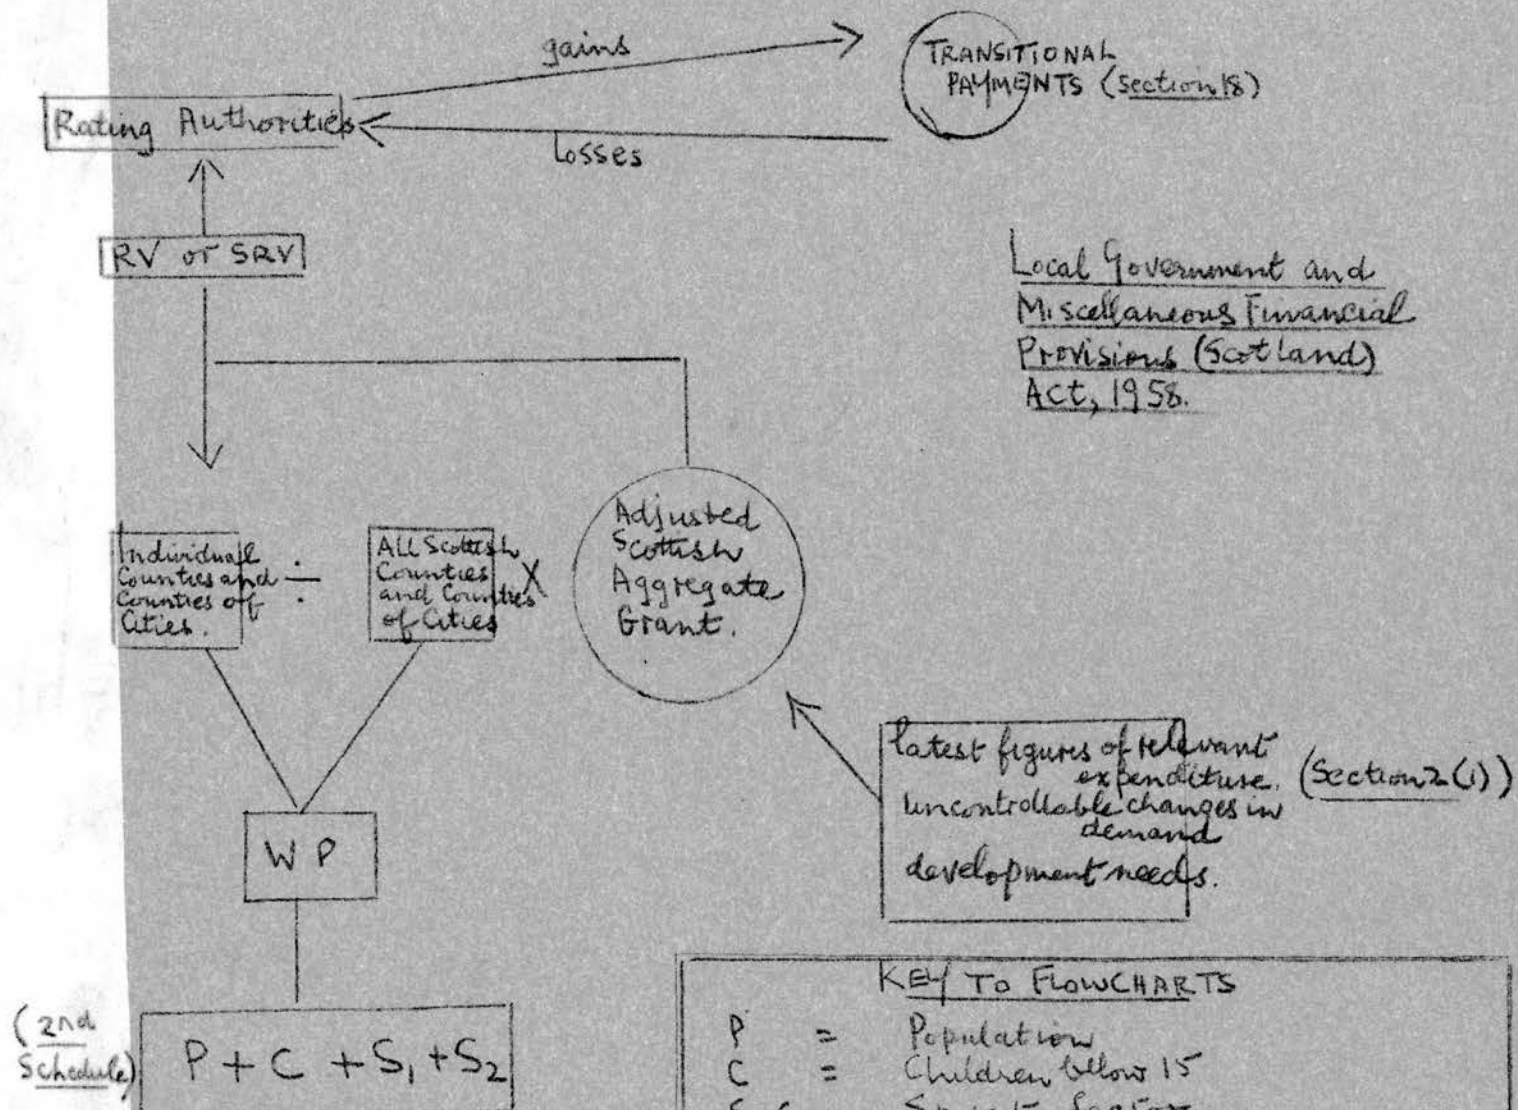 gains
TRANSITIONAL
PAYMENTS (Section 18)
Rating Authorities
Losses
RV or SRV
Local Government and
Miscellaneous Financial
Provisions (Scotland)
Act, 1958.
Individual
Counties and
Counties of
Cities.
÷
All Scottish
Counties
and Counties
of Cities
X
Adjusted
Scottish
Aggregate
Grant.
latest figures of relevant
expenditure.
(Section 2 (1))
uncontrollable changes in
demand
development needs.
WP
(2nd
Schedule)
P + C + S1 + S2
KEY TO FLOWCHARTS
P = Population
C = Children below 15